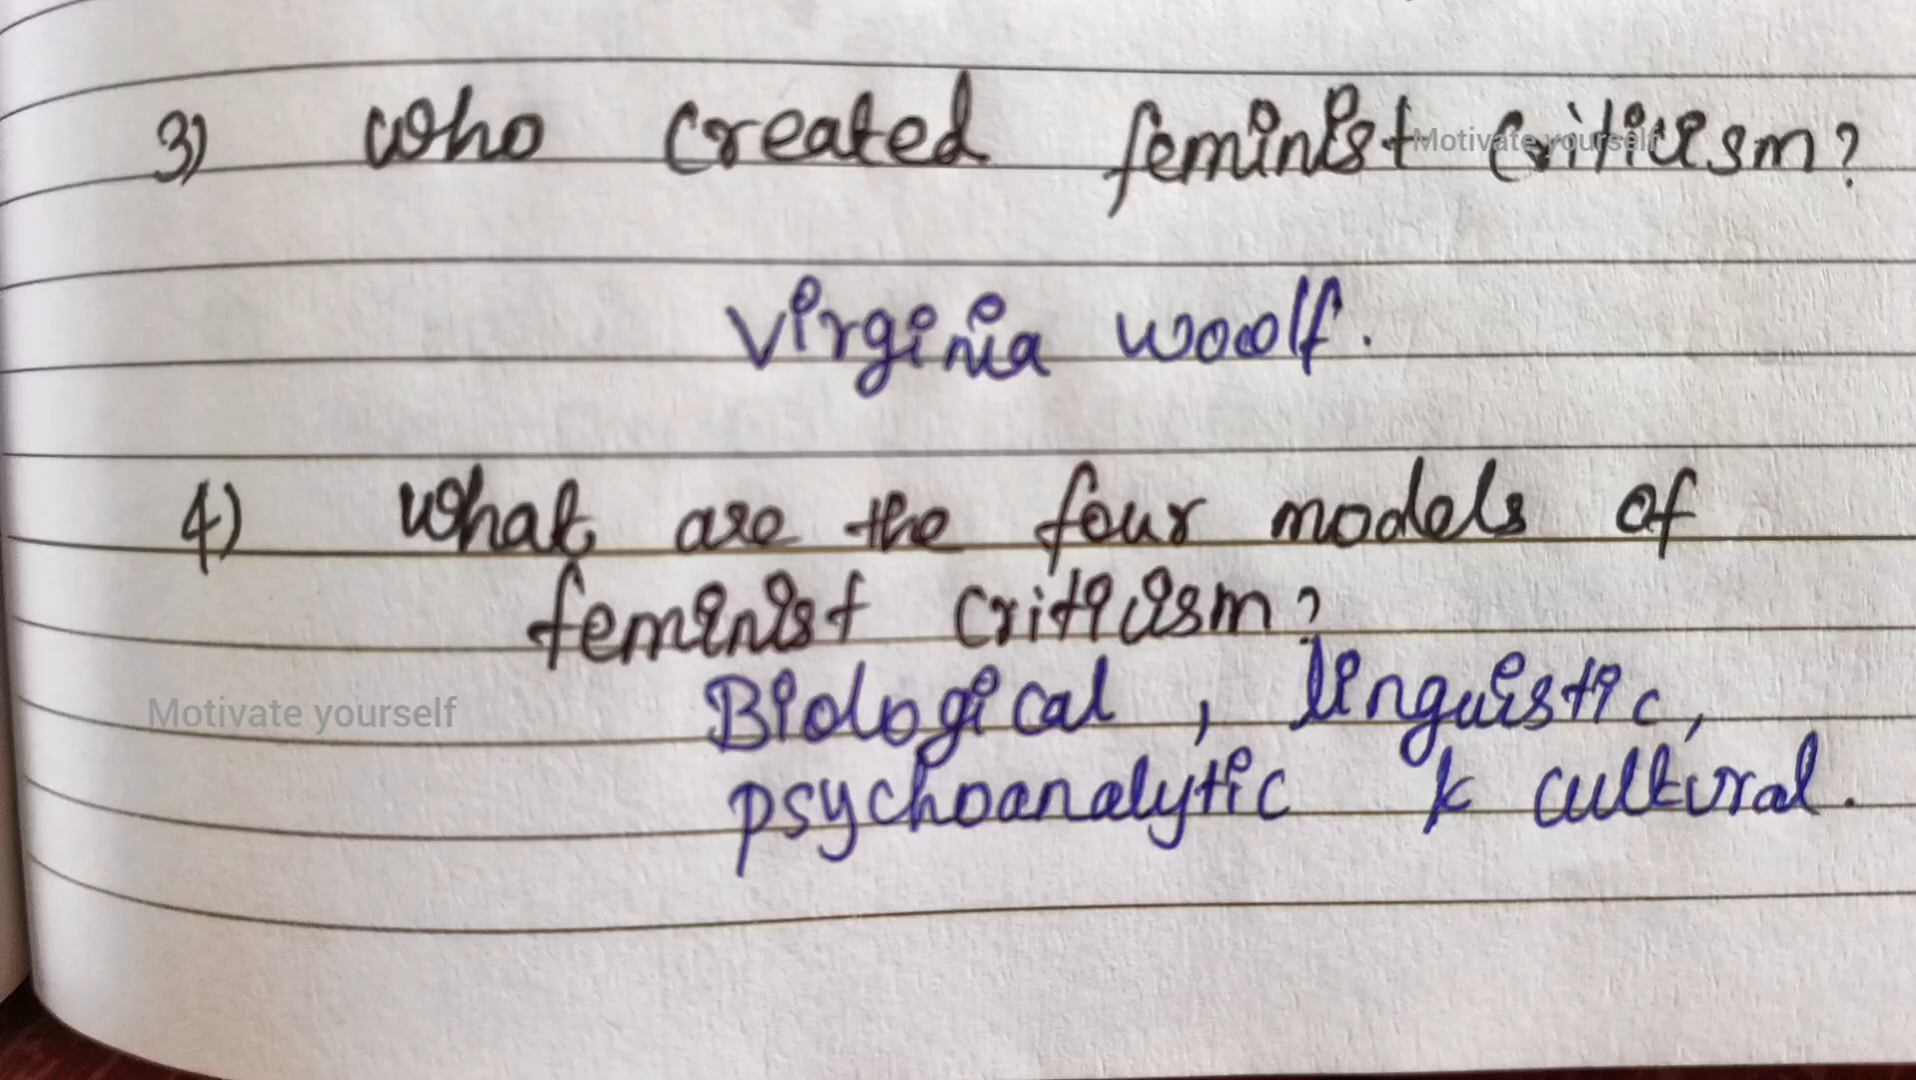 3) who created feminist criticism?
Motivate yourself
Virginia woolf.
4) what are the four models of
feminist criticism?
Biological, linguistic,
Motivate yourself
psychoanalytic & cultural.